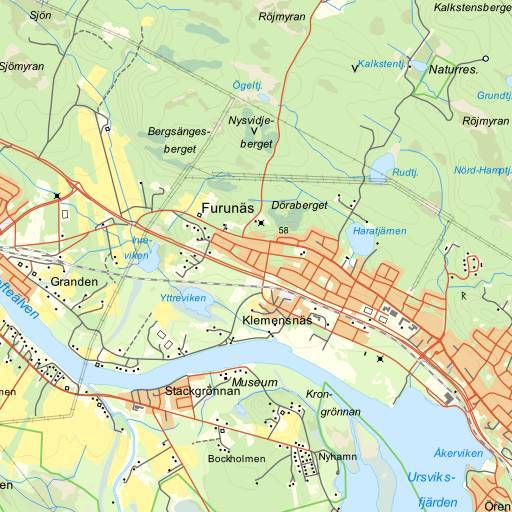 Sjön
Röjmyran
Kalkstensberge
Sjömyran
Kalkstentj.
Naturres.
Ögeltj.
Grundtj.
Nysvidje-
berget
Bergsänges-
berget
Röjmyran
Rudtj.
Nörd-Hamptj
Furunäs
Döraberget
58
Haratjärnen
Inre-
viken
Granden
Yttreviken
Klemensnäs
Museum
Stackgrönnan
Kron-
grönnan
Bockholmen
Nyhamn
Åkerviken
Ursviks-
fjärden
Ören